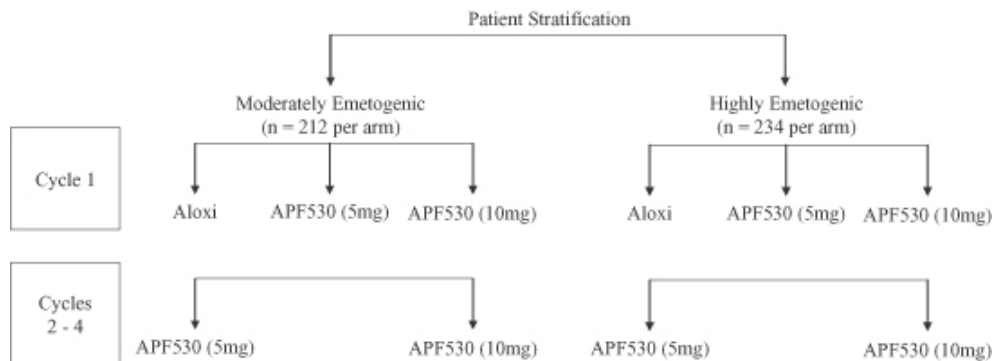 Patient Stratification
Moderately Emetogenic
(n = 212 per arm)
Highly Emetogenic
(n = 234 per arm)
Cycle 1
Aloxi
APF530 (5mg)
APF530 (10mg)
Aloxi
APF530 (5mg)
APF530 (10mg)
Cycles
2 - 4
APF530 (5mg)
APF530 (10mg)
APF530 (5mg)
APF530 (10mg)